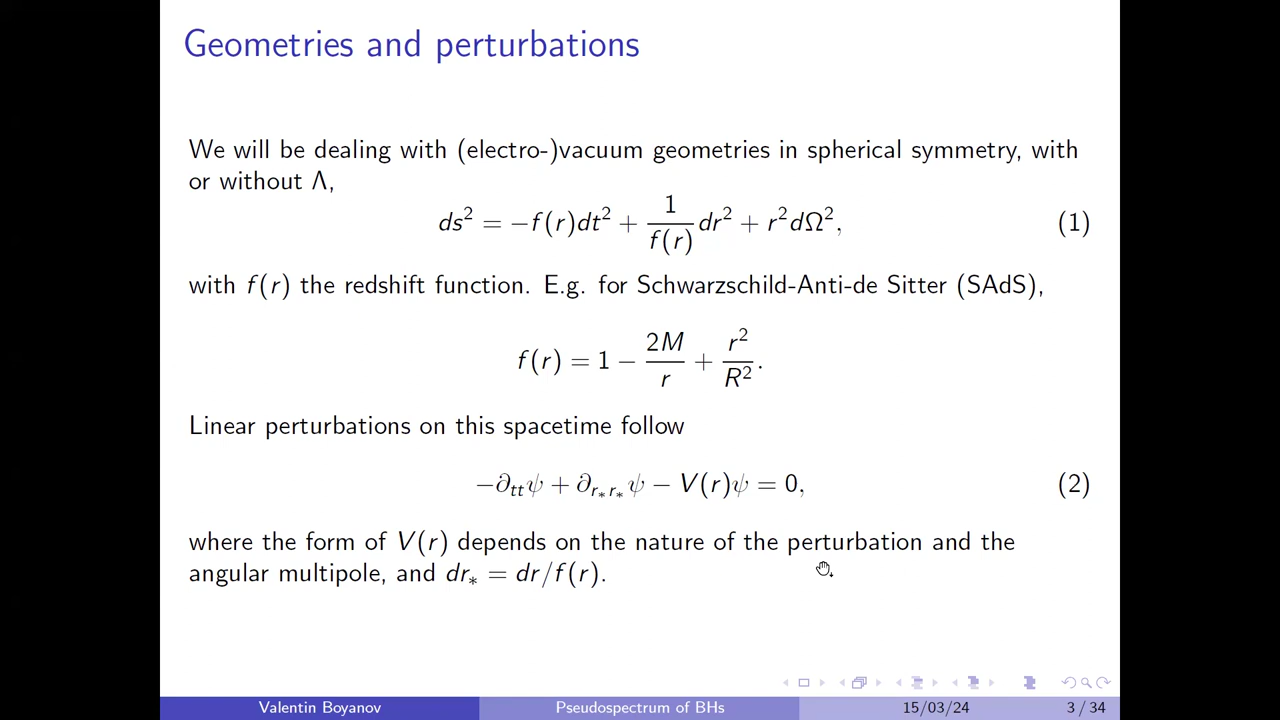 Geometries and perturbations
We will be dealing with (electro-)vacuum geometries in spherical symmetry, with
or without Λ,
ds² = −f(r)dt² + 1/f(r) dr² + r²dΩ², (1)
with f(r) the redshift function. E.g. for Schwarzschild-Anti-de Sitter (SAdS),
f(r) = 1 − 2M/r + r²/R².
Linear perturbations on this spacetime follow
−∂ₜₜψ + ∂_{r∗r∗}ψ − V(r)ψ = 0, (2)
where the form of V(r) depends on the nature of the perturbation and the
angular multipole, and dr∗ = dr/f(r).
Valentin Boyanov Pseudospectrum of BHs 15/03/24 3 / 34